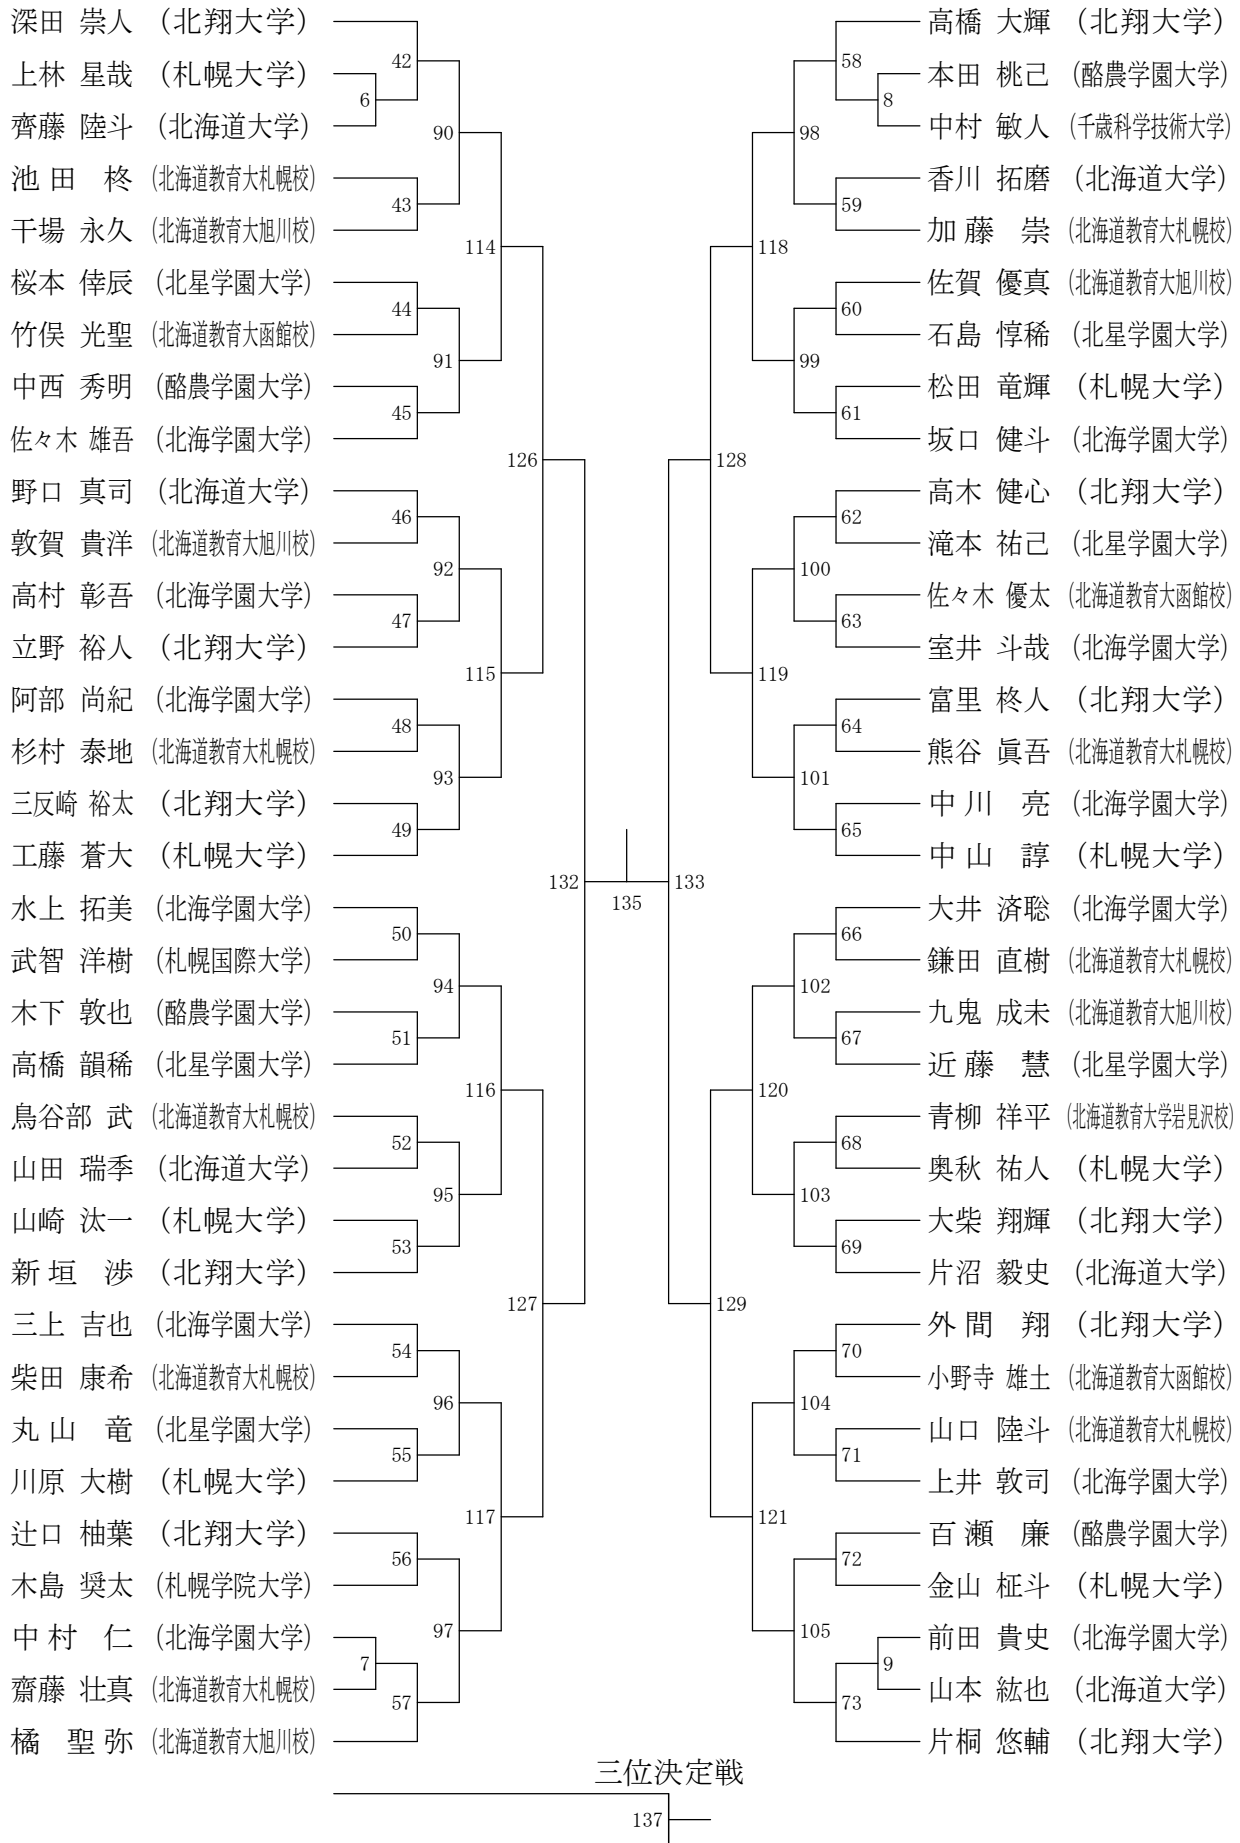 深田 崇人 (北翔大学)
上林 星哉 (札幌大学)
齊藤 陸斗 (北海道大学)
池田 柊 (北海道教育大札幌校)
干場 永久 (北海道教育大旭川校)
桜本 倖辰 (北星学園大学)
竹俣 光聖 (北海道教育大函館校)
中西 秀明 (酪農学園大学)
佐々木 雄吾 (北海学園大学)
野口 真司 (北海道大学)
敦賀 貴洋 (北海道教育大旭川校)
高村 彰吾 (北海学園大学)
立野 裕人 (北翔大学)
阿部 尚紀 (北海学園大学)
杉村 泰地 (北海道教育大札幌校)
三反崎 裕太 (北翔大学)
工藤 蒼大 (札幌大学)
水上 拓美 (北海学園大学)
武智 洋樹 (札幌国際大学)
木下 敦也 (酪農学園大学)
高橋 韻稀 (北星学園大学)
鳥谷部 武 (北海道教育大札幌校)
山田 瑞季 (北海道大学)
山崎 汰一 (札幌大学)
新垣 渉 (北翔大学)
三上 吉也 (北海学園大学)
柴田 康希 (北海道教育大札幌校)
丸山 竜 (北星学園大学)
川原 大樹 (札幌大学)
辻口 柚葉 (北翔大学)
木島 奨太 (札幌学院大学)
中村 仁 (北海学園大学)
齋藤 壮真 (北海道教育大札幌校)
橘 聖弥 (北海道教育大旭川校)
6
7
42
43
44
45
46
47
48
49
50
51
52
53
54
55
56
57
90
91
92
93
94
95
96
97
114
115
116
117
126
127
132
135
133
128
129
118
119
120
121
98
99
100
101
102
103
104
105
58
59
60
61
62
63
64
65
66
67
68
69
70
71
72
73
8
9
高橋 大輝 (北翔大学)
本田 桃己 (酪農学園大学)
中村 敏人 (千歳科学技術大学)
香川 拓磨 (北海道大学)
加藤 崇 (北海道教育大札幌校)
佐賀 優真 (北海道教育大旭川校)
石島 惇稀 (北星学園大学)
松田 竜輝 (札幌大学)
坂口 健斗 (北海学園大学)
高木 健心 (北翔大学)
滝本 祐己 (北星学園大学)
佐々木 優太 (北海道教育大函館校)
室井 斗哉 (北海学園大学)
富里 柊人 (北翔大学)
熊谷 眞吾 (北海道教育大札幌校)
中川 亮 (北海学園大学)
中山 諄 (札幌大学)
大井 済聡 (北海学園大学)
鎌田 直樹 (北海道教育大札幌校)
九鬼 成未 (北海道教育大旭川校)
近藤 慧 (北星学園大学)
青柳 祥平 (北海道教育大学岩見沢校)
奥秋 祐人 (札幌大学)
大柴 翔輝 (北翔大学)
片沼 毅史 (北海道大学)
外間 翔 (北翔大学)
小野寺 雄土 (北海道教育大函館校)
山口 陸斗 (北海道教育大札幌校)
上井 敦司 (北海学園大学)
百瀬 廉 (酪農学園大学)
金山 柾斗 (札幌大学)
前田 貴史 (北海学園大学)
山本 紘也 (北海道大学)
片桐 悠輔 (北翔大学)
三位決定戦
137